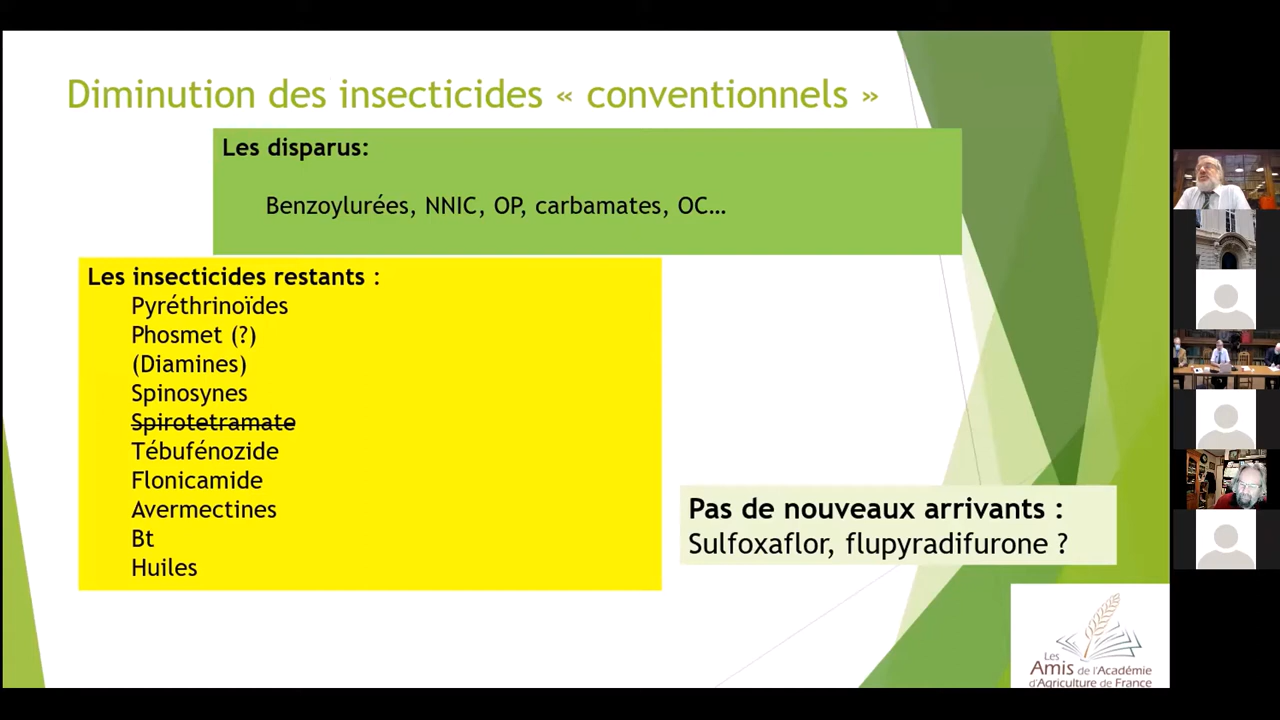 Diminution des insecticides « conventionnels »
Les disparus:
Benzoylurées, NNIC, OP, carbamates, OC…
Les insecticides restants :
Pyréthrinoïdes
Phosmet (?)
(Diamines)
Spinosynes
Spirotetramate
Tébufénozide
Flonicamide
Avermectines
Bt
Huiles
Pas de nouveaux arrivants :
Sulfoxaflor, flupyradifurone ?
Les
Amis de l'Académie
d'Agriculture de France